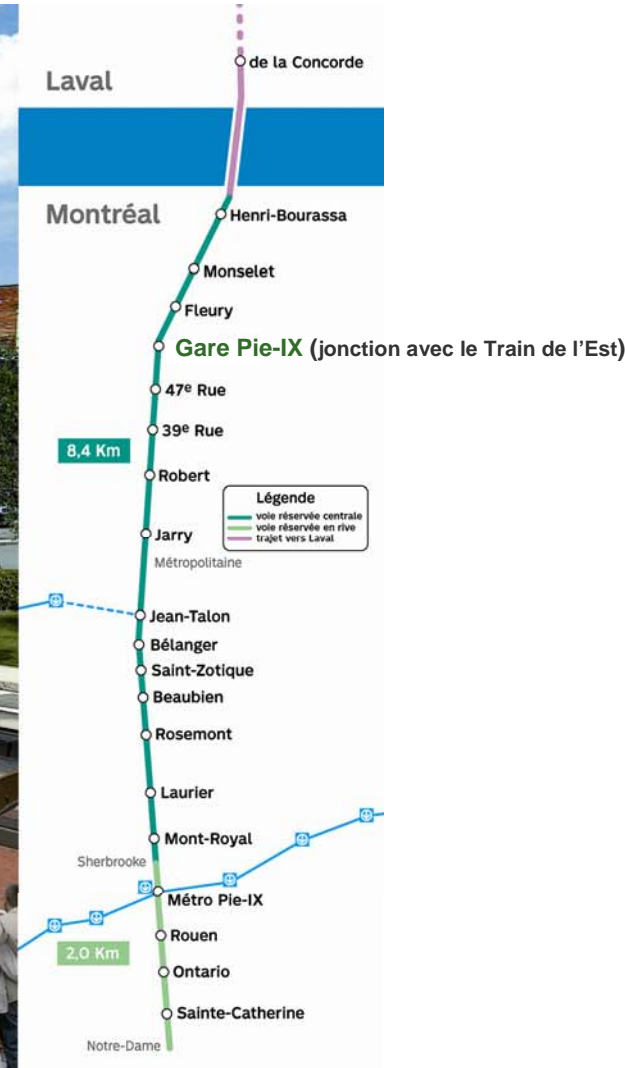 de la Concorde
Laval
Montréal
Henri-Bourassa
Monselet
Fleury
Gare Pie-IX (jonction avec le Train de l’Est)
47e Rue
39e Rue
8,4 Km
Robert
Légende
voie réservée centrale
voie réservée en rive
trajet vers Laval
Jarry
Métropolitaine
Jean-Talon
Bélanger
Saint-Zotique
Beaubien
Rosemont
Laurier
Mont-Royal
Sherbrooke
Métro Pie-IX
Rouen
2,0 Km
Ontario
Sainte-Catherine
Notre-Dame